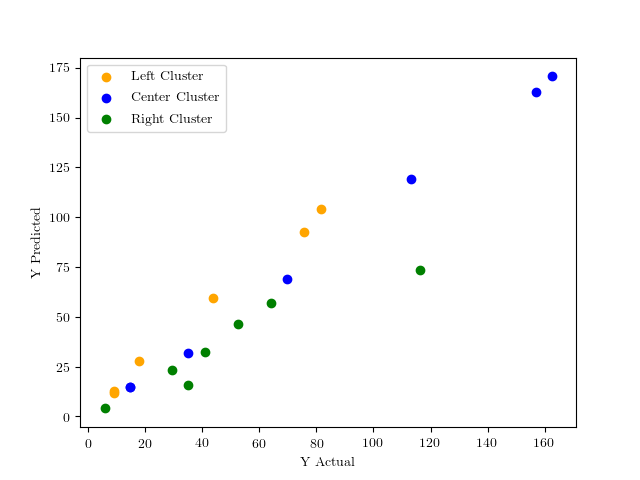 Left Cluster
Center Cluster
Right Cluster
175
150
125
100
75
50
25
0
Y Predicted
0 20 40 60 80 100 120 140 160
Y Actual